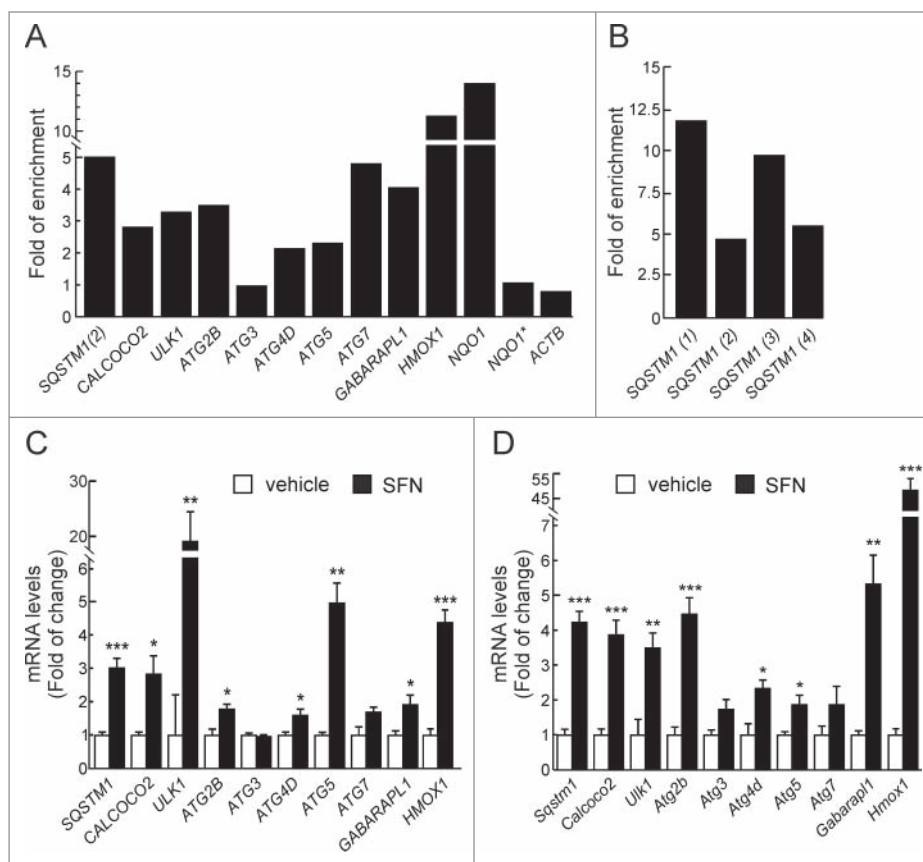 A
Fold of enrichment
15
10
5
4
3
2
1
0
SQSTM1(2)
CALCOCO2
ULK1
ATG2B
ATG3
ATG4D
ATG5
ATG7
GABARAPL1
HMOX1
NQO1
NQO1*
ACTB
B
Fold of enrichment
15
12.5
10
7.5
5
2.5
0
SQSTM1 (1)
SQSTM1 (2)
SQSTM1 (3)
SQSTM1 (4)
C
vehicle SFN
mRNA levels
(Fold of change)
30
20
6
5
4
3
2
1
0
*** * ** * * ** * ***
SQSTM1
CALCOCO2
ULK1
ATG2B
ATG3
ATG4D
ATG5
ATG7
GABARAPL1
HMOX1
D
vehicle SFN
mRNA levels
(Fold of change)
55
45
7
6
5
4
3
2
1
0
*** *** ** *** * * ** ***
Sqstm1
Calcoco2
Ulk1
Atg2b
Atg3
Atg4d
Atg5
Atg7
Gabarapl1
Hmox1